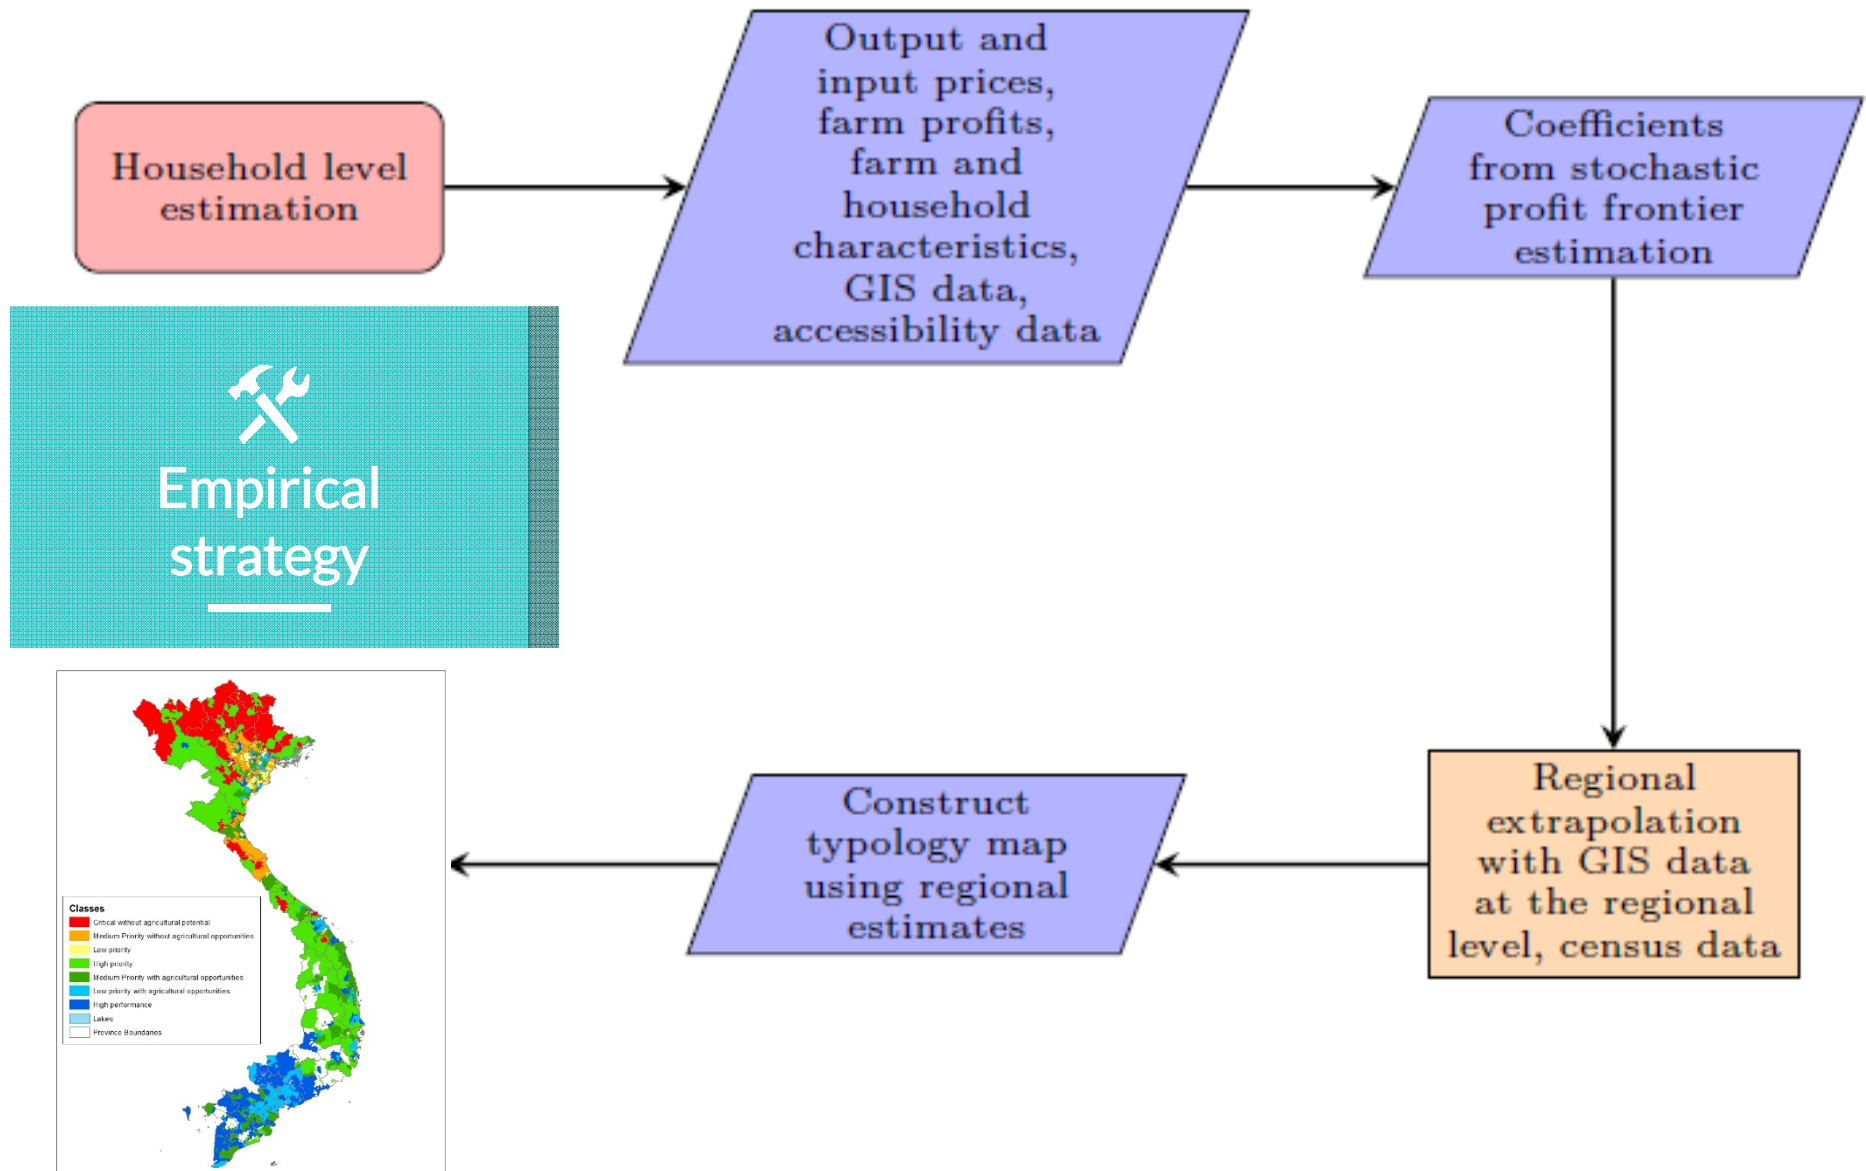 Household level
estimation
Output and
input prices,
farm profits,
farm and
household
characteristics,
GIS data,
accessibility data
Coefficients
from stochastic
profit frontier
estimation
Empirical
strategy
Regional
extrapolation
with GIS data
at the regional
level, census data
Construct
typology map
using regional
estimates
Classes
Critical without agricultural potential
Medium Priority without agricultural opportunities
Low priority
High priority
Medium Priority with agricultural opportunities
Low priority with agricultural opportunities
High performance
Lakes
Province Boundaries